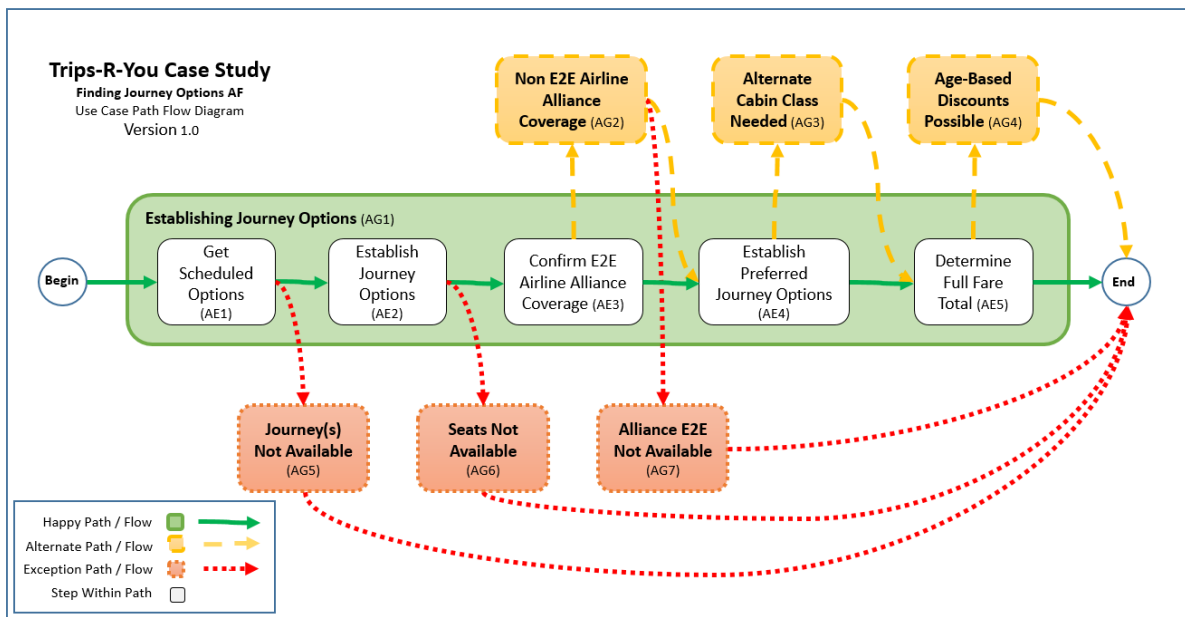 Trips-R-You Case Study
Finding Journey Options AF
Use Case Path Flow Diagram
Version 1.0
Non E2E Airline
Alliance
Coverage (AG2)
Alternate
Cabin Class
Needed (AG3)
Age-Based
Discounts
Possible (AG4)
Establishing Journey Options (AG1)
Begin
Get
Scheduled
Options
(AE1)
Establish
Journey
Options
(AE2)
Confirm E2E
Airline Alliance
Coverage (AE3)
Establish
Preferred
Journey Options
(AE4)
Determine
Full Fare
Total (AE5)
End
Journey(s)
Not Available
(AG5)
Seats Not
Available
(AG6)
Alliance E2E
Not Available
(AG7)
Happy Path / Flow
Alternate Path / Flow
Exception Path / Flow
Step Within Path